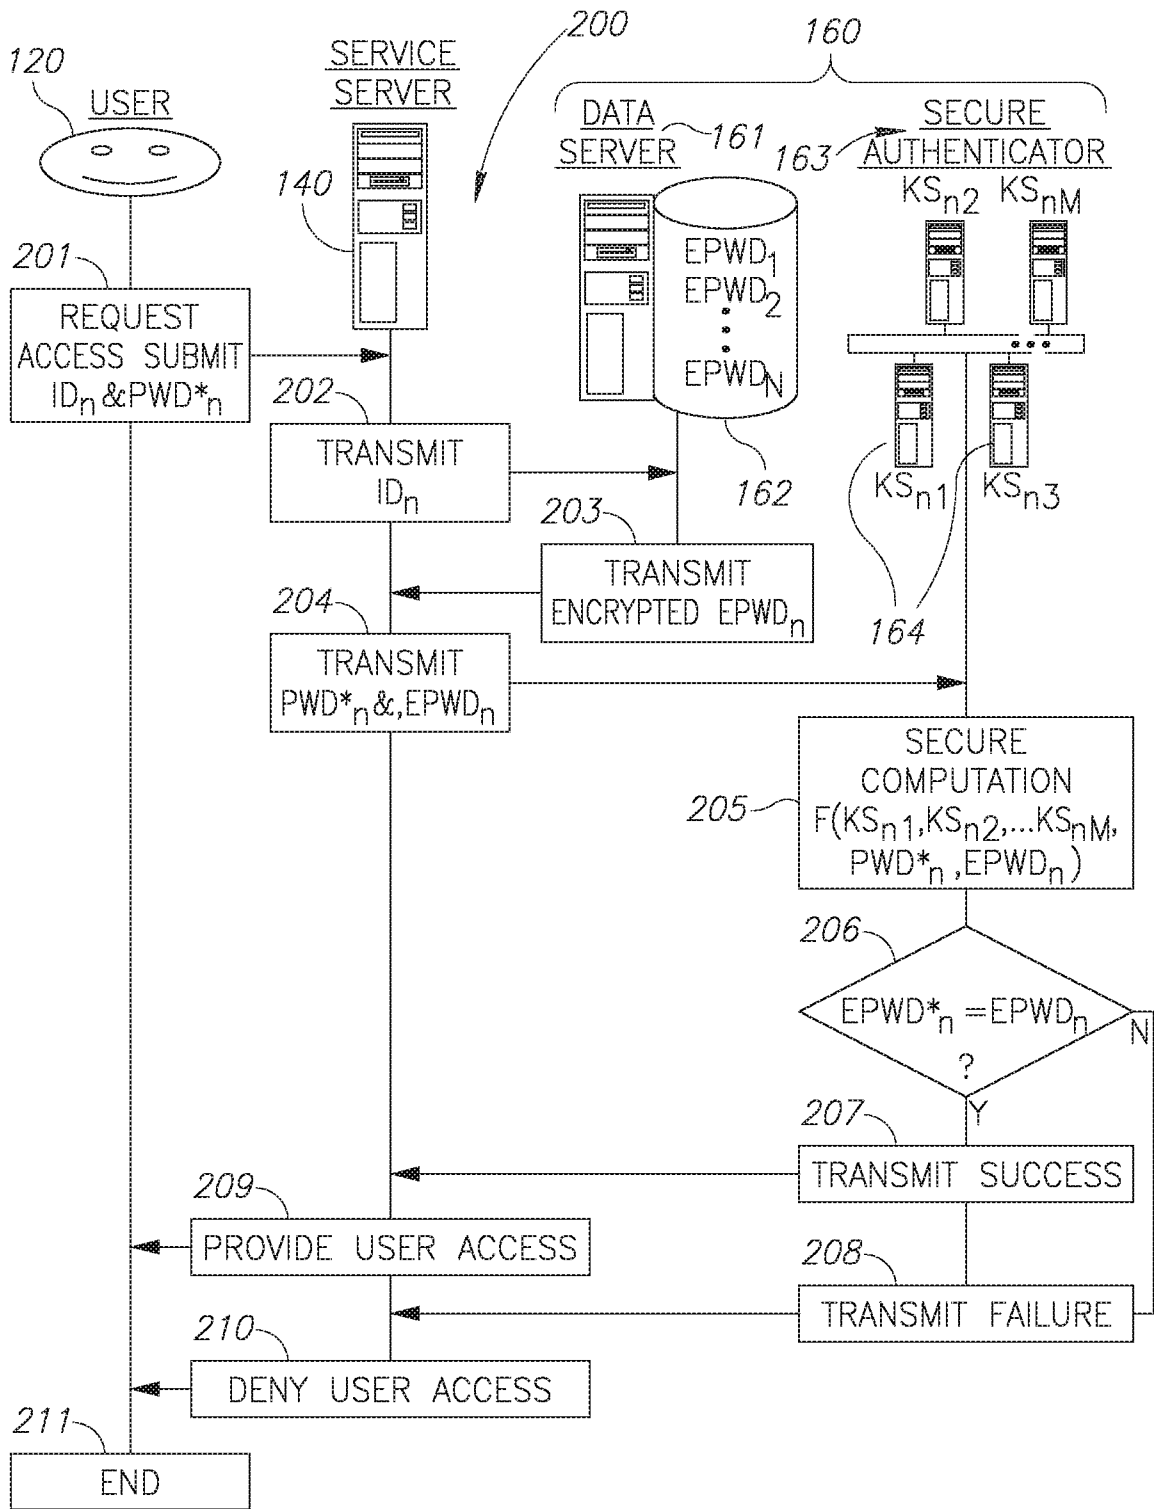 200
160
SERVICE
SERVER
120
USER
DATA
SERVER
161
SECURE
163
AUTHENTICATOR
140
KSn2
KSnM
EPWD1
EPWD2
EPWDN
201
REQUEST
ACCESS SUBMIT
IDn&PWD*n
202
TRANSMIT
IDn
162
KSn1
KSn3
203
TRANSMIT
ENCRYPTED EPWDn
164
204
TRANSMIT
PWD*n&,EPWDn
205
SECURE
COMPUTATION
F(KSn1,KSn2,...KSnM,
PWD*n,EPWDn)
206
EPWD*n=EPWDn
?
N
Y
207
TRANSMIT SUCCESS
209
PROVIDE USER ACCESS
208
TRANSMIT FAILURE
210
DENY USER ACCESS
211
END